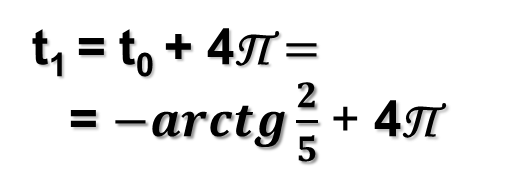 t₁ = t₀ + 4π =
= −arctg 2/5 + 4π